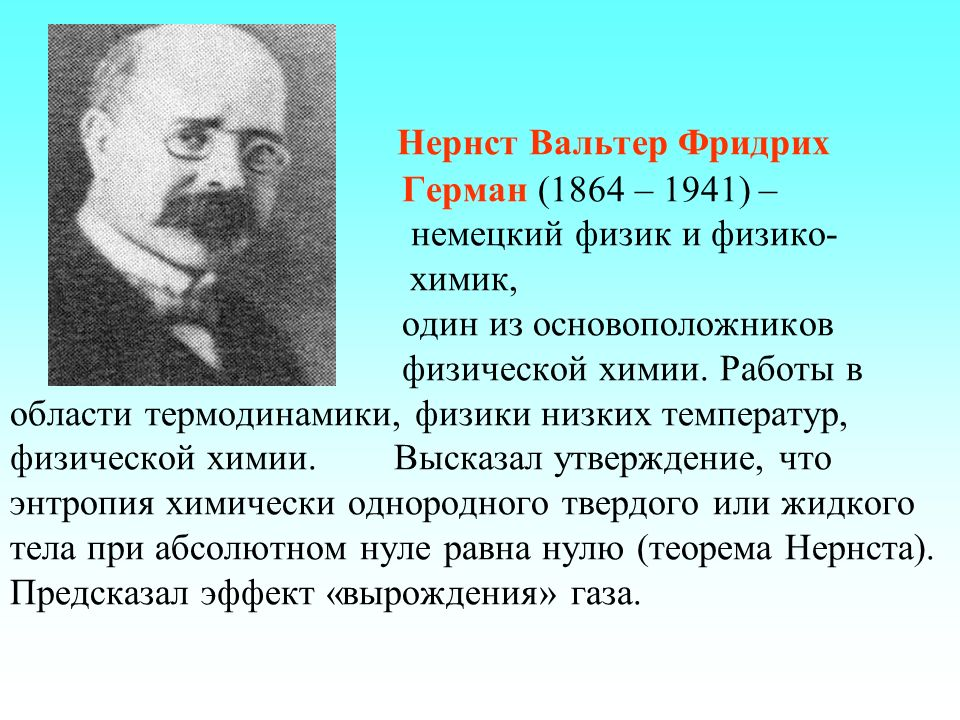 Нернст Вальтер Фридрих
Герман (1864 – 1941) –
немецкий физик и физико-
химик,
один из основоположников
физической химии. Работы в
области термодинамики, физики низких температур,
физической химии. Высказал утверждение, что
энтропия химически однородного твердого или жидкого
тела при абсолютном нуле равна нулю (теорема Нернста).
Предсказал эффект «вырождения» газа.